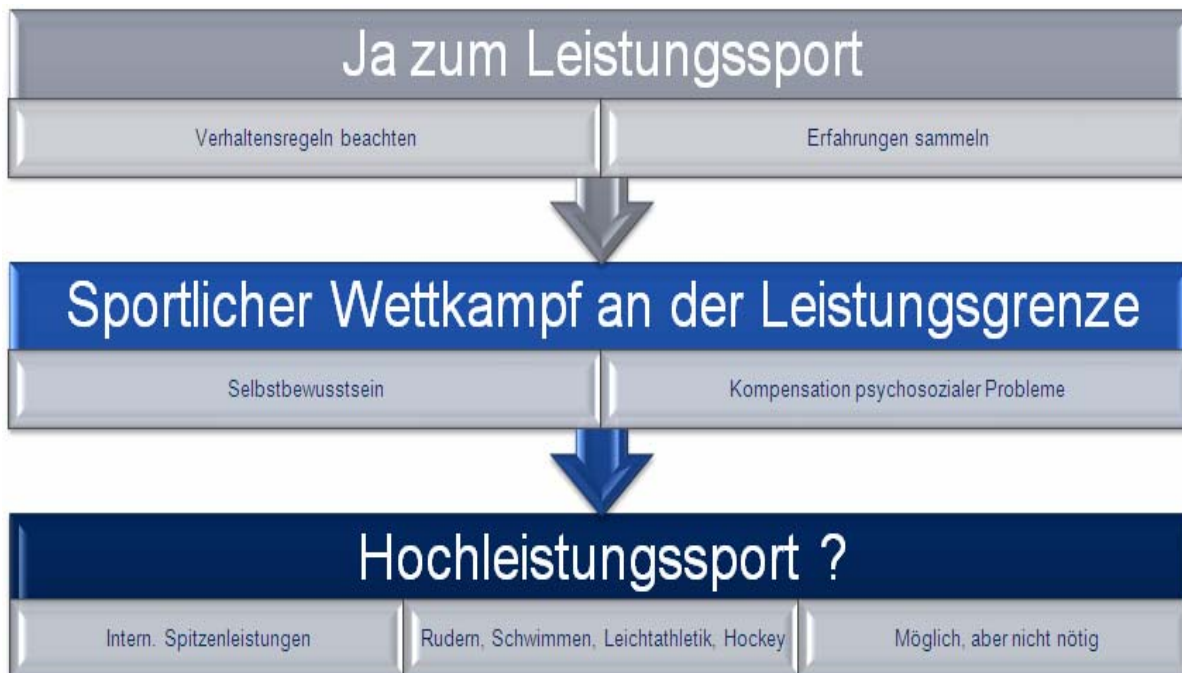 Ja zum Leistungssport
Verhaltensregeln beachten
Erfahrungen sammeln
Sportlicher Wettkampf an der Leistungsgrenze
Selbstbewusstsein
Kompensation psychosozialer Probleme
Hochleistungssport ?
Intern. Spitzenleistungen
Rudern, Schwimmen, Leichtathletik, Hockey
Möglich, aber nicht nötig